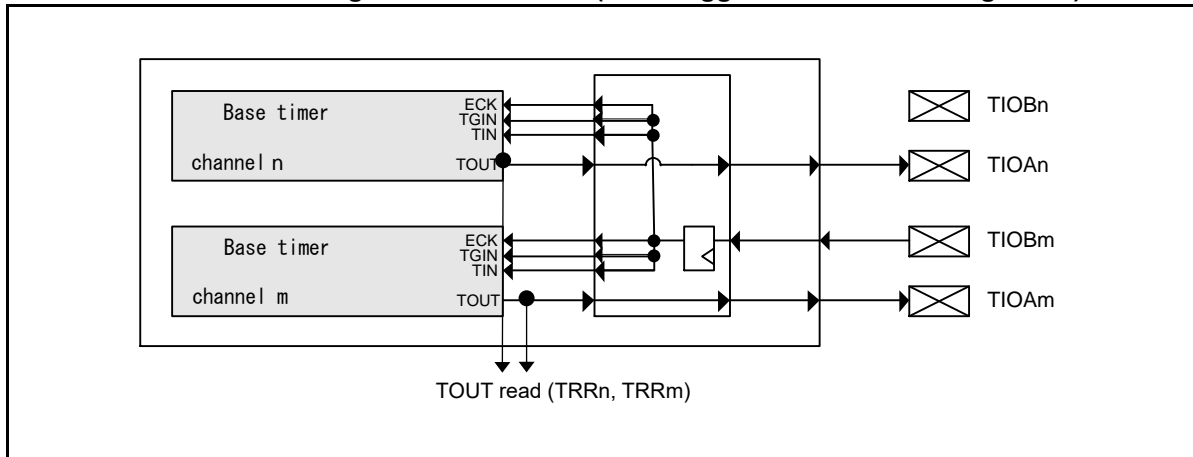 Base timer
channel n
ECK
TGIN
TIN
TOUT
TIOBn
TIOAn
Base timer
channel m
ECK
TGIN
TIN
TOUT
TIOBm
TIOAm
TOUT read (TRRn, TRRm)